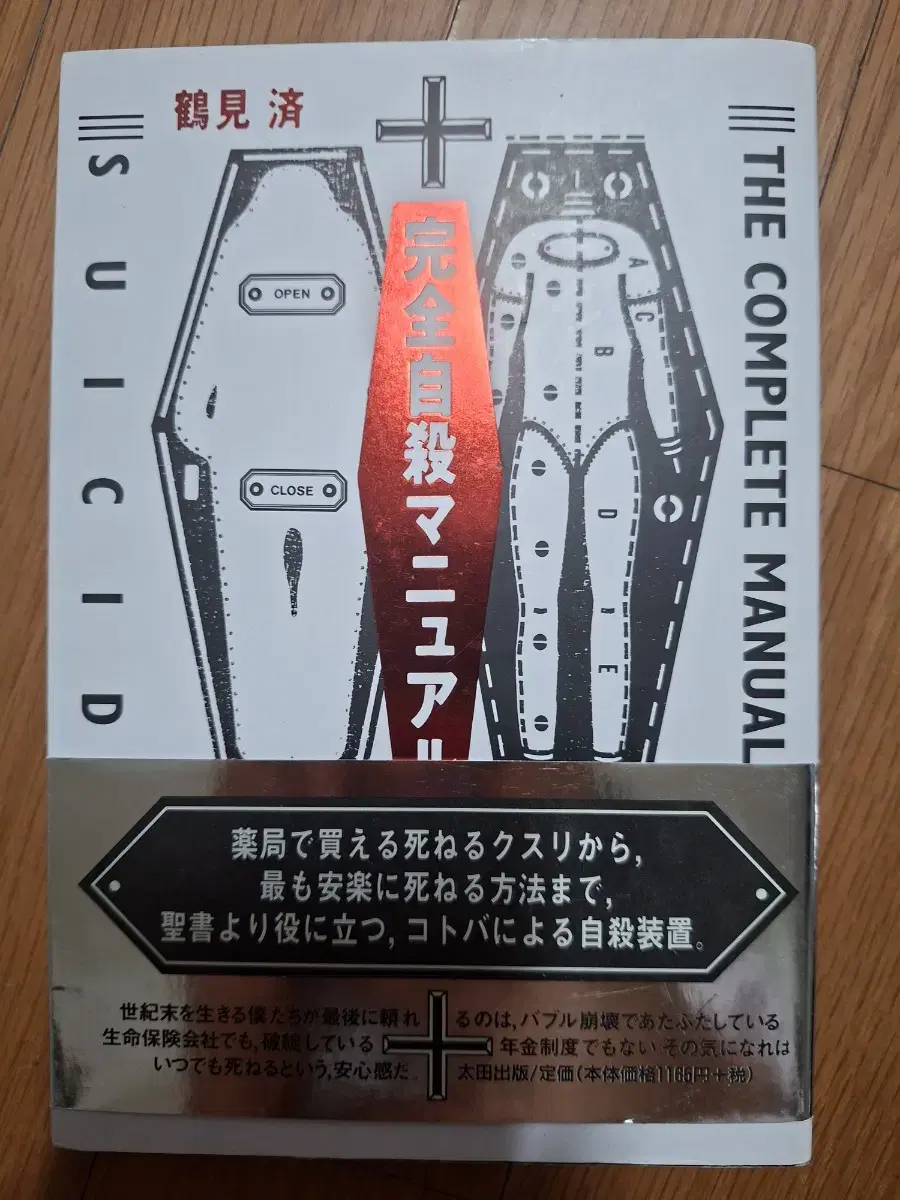 鶴見 済
THE COMPLETE MANUAL
SUICID
完全自殺マニュアル
OPEN
CLOSE
A
C
B
D
E
薬局で買える死ねるクスリから,
最も安楽に死ねる方法まで,
聖書より役に立つ, コトバによる自殺装置。
世紀末を生きる僕たちが最後に頼れるのは,バブル崩壊であたふたしている
生命保険会社でも,破綻している年金制度でもない その気になれば
いつでも死ねるという,安心感だ。 太田出版/定価(本体価格1166円+税)